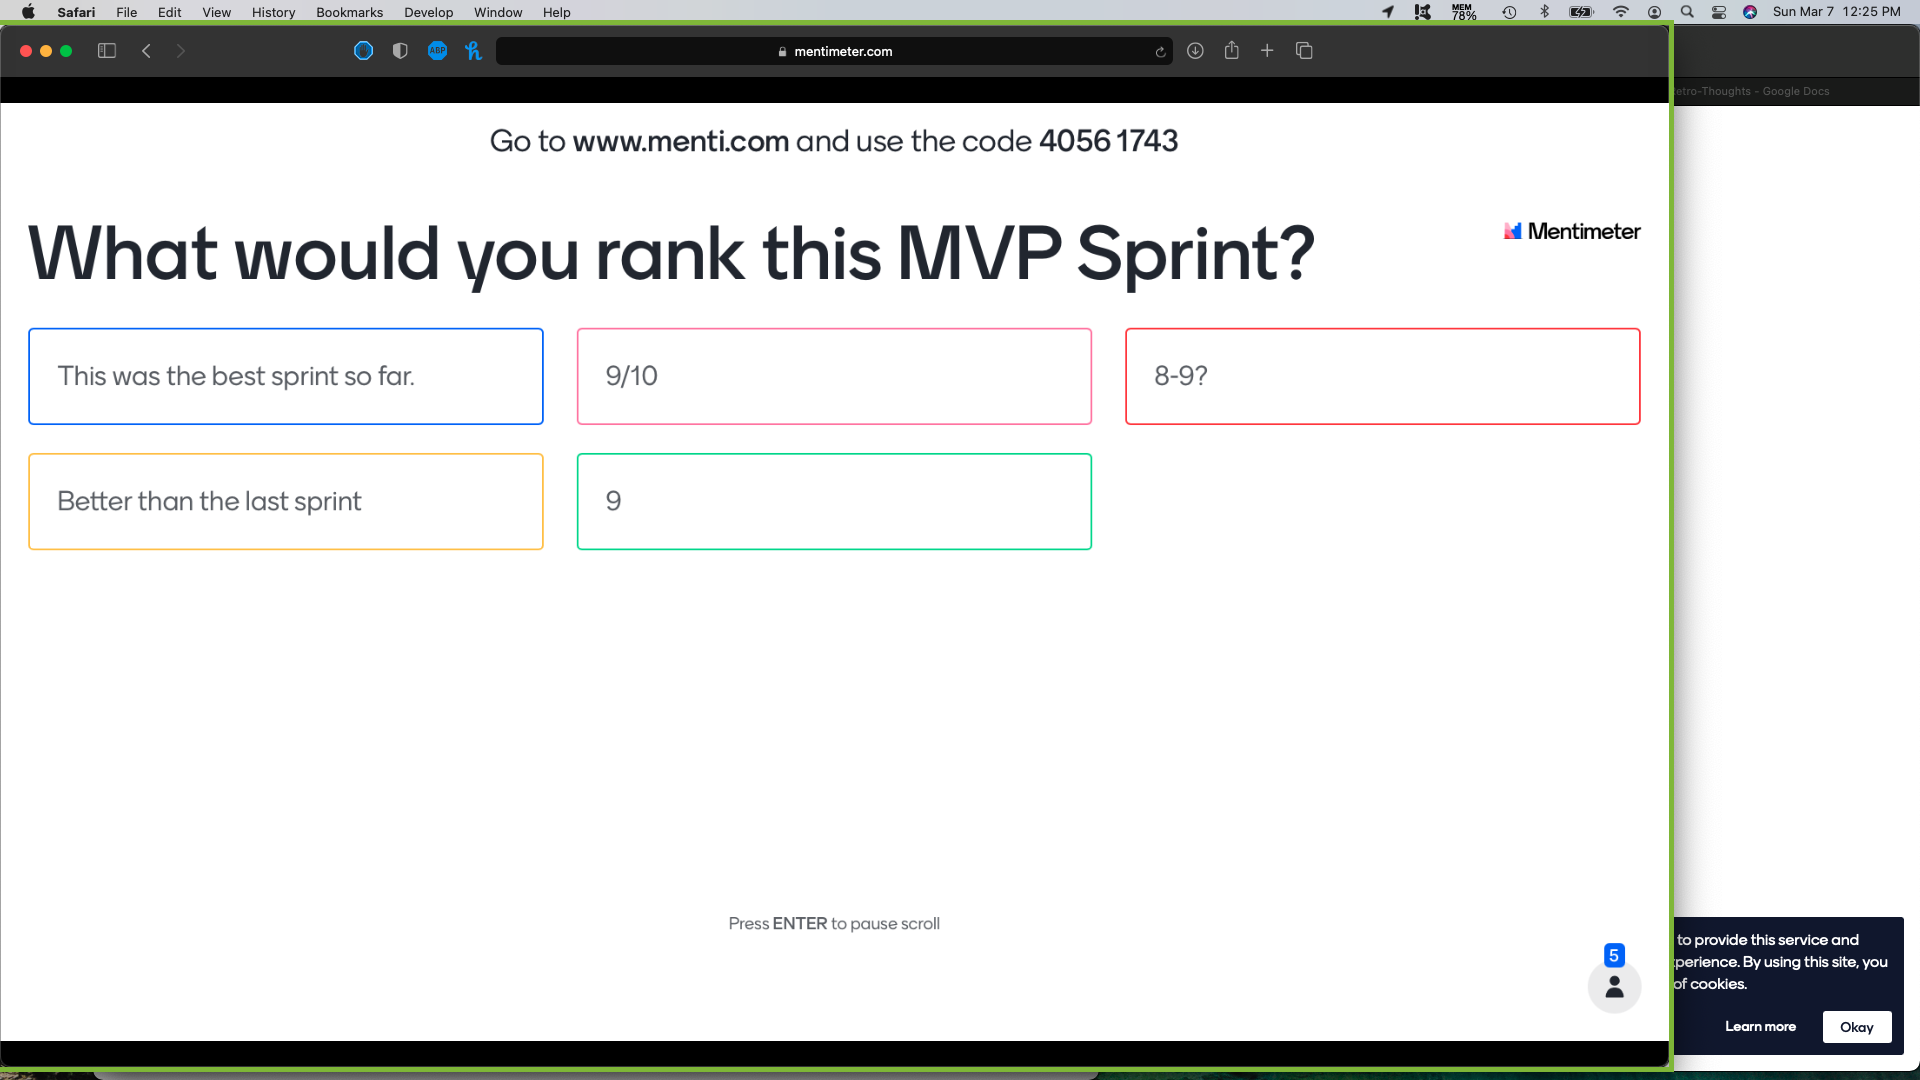 Safari File Edit View History Bookmarks Develop Window Help
MEM
78%
Sun Mar 7 12:25 PM
ABP
mentimeter.com
etro-Thoughts - Google Docs
Go to www.menti.com and use the code 4056 1743
What would you rank this MVP Sprint?
Mentimeter
This was the best sprint so far.
9/10
8-9?
Better than the last sprint
9
Press ENTER to pause scroll
5
to provide this service and
perience. By using this site, you
of cookies.
Learn more
Okay